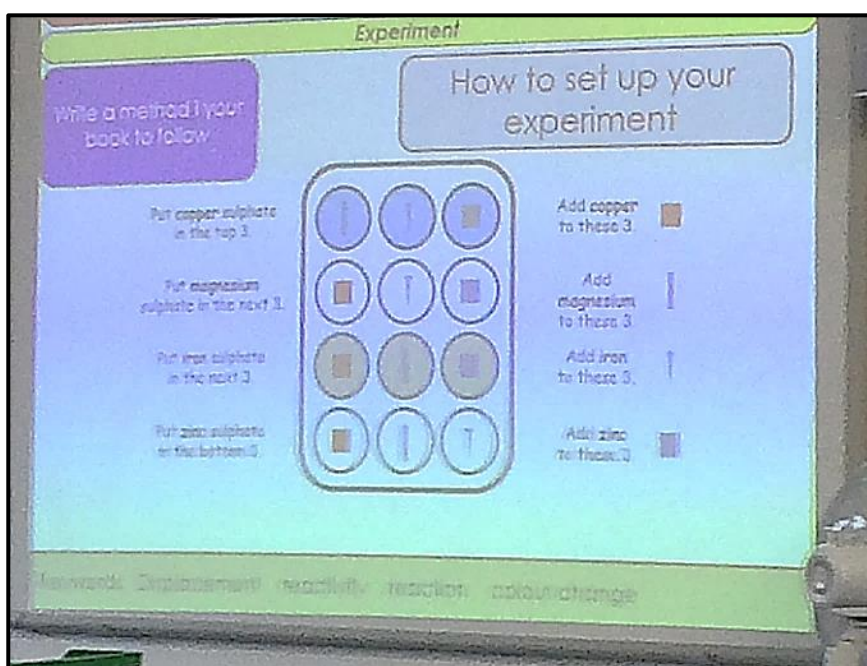 Experiment
Write a method I your
book to follow
How to set up your
experiment
Put copper sulphate
in the top 3.
Add copper
to these 3.
Put magnesium
sulphate in the next 3.
Add
magnesium
to these 3.
Put iron sulphate
in the next 3
Add iron
to these 3.
Put zinc sulphate
in the bottom 3.
Add zinc
to these 3
keywords Displacement reactivity reaction colour change